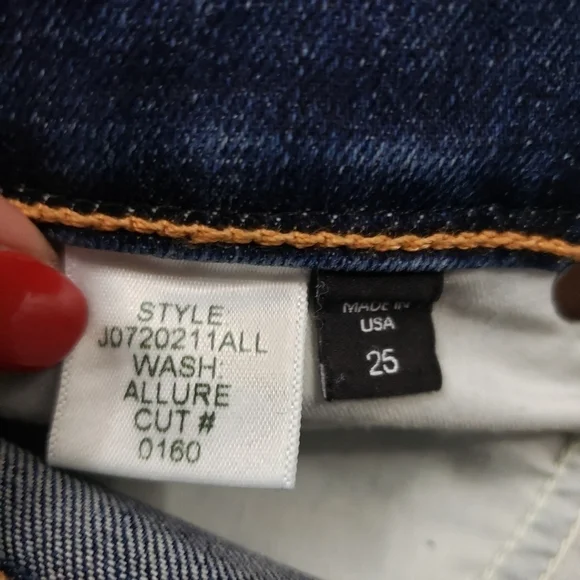 STYLE:
J0720211ALL
WASH:
ALLURE
CUT #
0160
MADE IN
USA
25